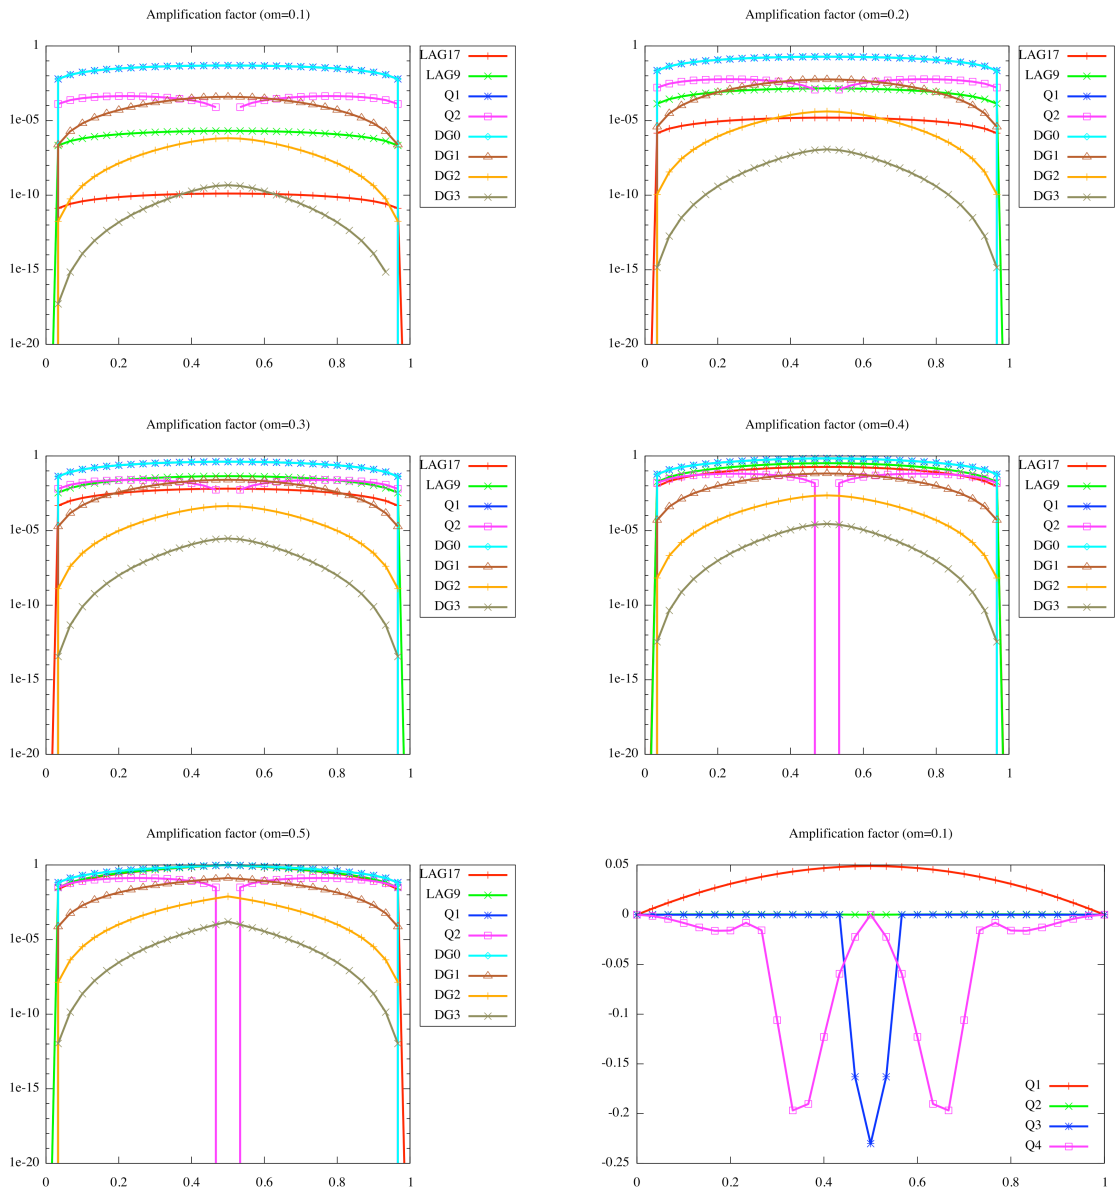 Amplification factor (om=0.1)
1
1e-05
1e-10
1e-15
1e-20
0
0.2
0.4
0.6
0.8
1
LAG17
LAG9
Q1
Q2
DG0
DG1
DG2
DG3
Amplification factor (om=0.2)
1
1e-05
1e-10
1e-15
1e-20
0
0.2
0.4
0.6
0.8
1
LAG17
LAG9
Q1
Q2
DG0
DG1
DG2
DG3
Amplification factor (om=0.3)
1
1e-05
1e-10
1e-15
1e-20
0
0.2
0.4
0.6
0.8
1
LAG17
LAG9
Q1
Q2
DG0
DG1
DG2
DG3
Amplification factor (om=0.4)
1
1e-05
1e-10
1e-15
1e-20
0
0.2
0.4
0.6
0.8
1
LAG17
LAG9
Q1
Q2
DG0
DG1
DG2
DG3
Amplification factor (om=0.5)
1
1e-05
1e-10
1e-15
1e-20
0
0.2
0.4
0.6
0.8
1
LAG17
LAG9
Q1
Q2
DG0
DG1
DG2
DG3
Amplification factor (om=0.1)
0.05
0
-0.05
-0.1
-0.15
-0.2
-0.25
0
0.2
0.4
0.6
0.8
1
Q1
Q2
Q3
Q4